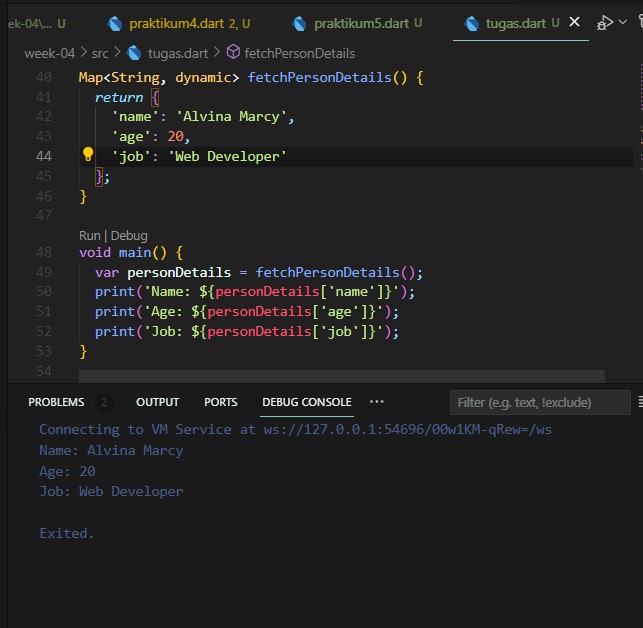 ek-04\... U praktikum4.dart 2, U praktikum5.dart U tugas.dart U
week-04 > src > tugas.dart > fetchPersonDetails
40 Map<String, dynamic> fetchPersonDetails() {
41 return {
42 'name': 'Alvina Marcy',
43 'age': 20,
44 'job': 'Web Developer'
45 };
46 }
47
Run | Debug
48 void main() {
49 var personDetails = fetchPersonDetails();
50 print('Name: ${personDetails['name']}');
51 print('Age: ${personDetails['age']}');
52 print('Job: ${personDetails['job']}');
53 }
54
PROBLEMS 2 OUTPUT PORTS DEBUG CONSOLE ... Filter (e.g. text, !exclude)
Connecting to VM Service at ws://127.0.0.1:54696/00w1KM-qRew=/ws
Name: Alvina Marcy
Age: 20
Job: Web Developer
Exited.